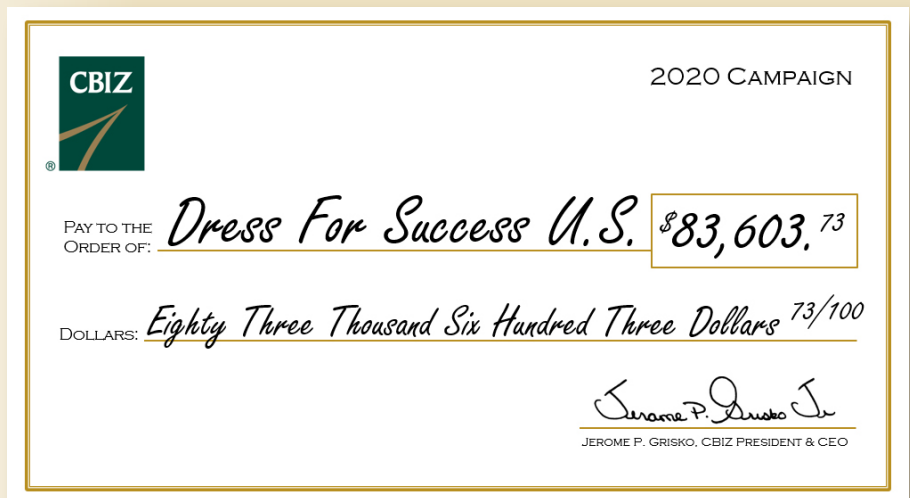 CBIZ
®
2020 CAMPAIGN
PAY TO THE
ORDER OF: Dress For Success U.S. $83,603.73
DOLLARS: Eighty Three Thousand Six Hundred Three Dollars 73/100
Jerome P. Grisko Jr
JEROME P. GRISKO, CBIZ PRESIDENT & CEO